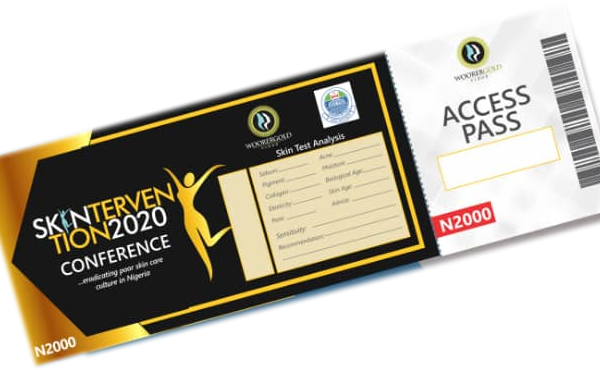 SKINTERVEN
TION2020
CONFERENCE
...eradicating poor skin care
culture in Nigeria
N2000
WOORERGOLD
Skin Test Analysis
Sebum:
Pigment:
Collagen:
Elasticity:
Pore:
Acne:
Moisture:
Biological Age:
Skin Age:
Advice:
Sensitivity:
Recommendation:
WOORERGOLD
ACCESS
PASS
N2000